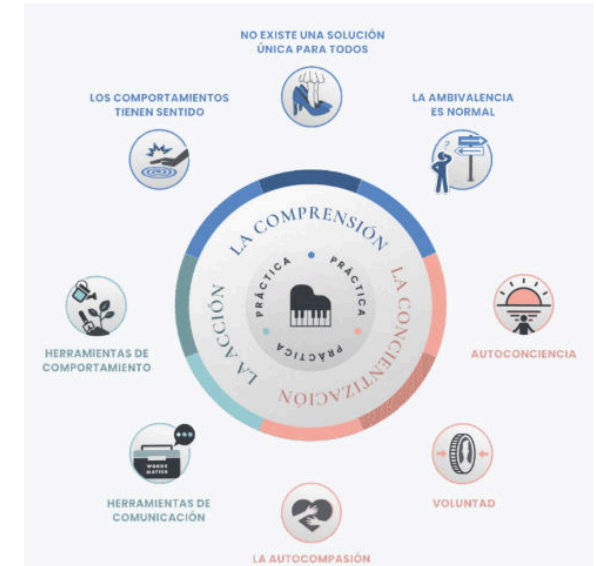 NO EXISTE UNA SOLUCIÓN
ÚNICA PARA TODOS
LOS COMPORTAMIENTOS
TIENEN SENTIDO
LA AMBIVALENCIA
ES NORMAL
?
LA COMPRENSIÓN
LA CONCIENTIZACIÓN
LA ACCIÓN
PRÁCTICA
PRÁCTICA
PRÁCTICA
HERRAMIENTAS DE
COMPORTAMIENTO
AUTOCONCIENCIA
WORDS
MATTER
HERRAMIENTAS DE
COMUNICACIÓN
VOLUNTAD
LA AUTOCOMPASIÓN